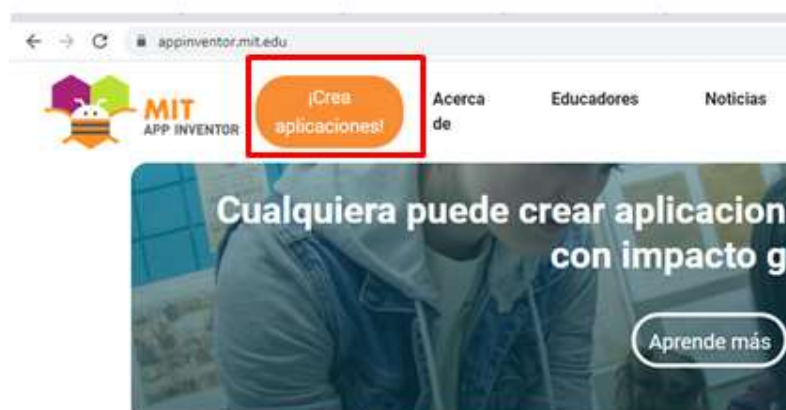 appinventor.mit.edu
MIT
APP INVENTOR
¡Crea
aplicaciones!
Acerca
de
Educadores
Noticias
Cualquiera puede crear aplicacion
con impacto g
Aprende más